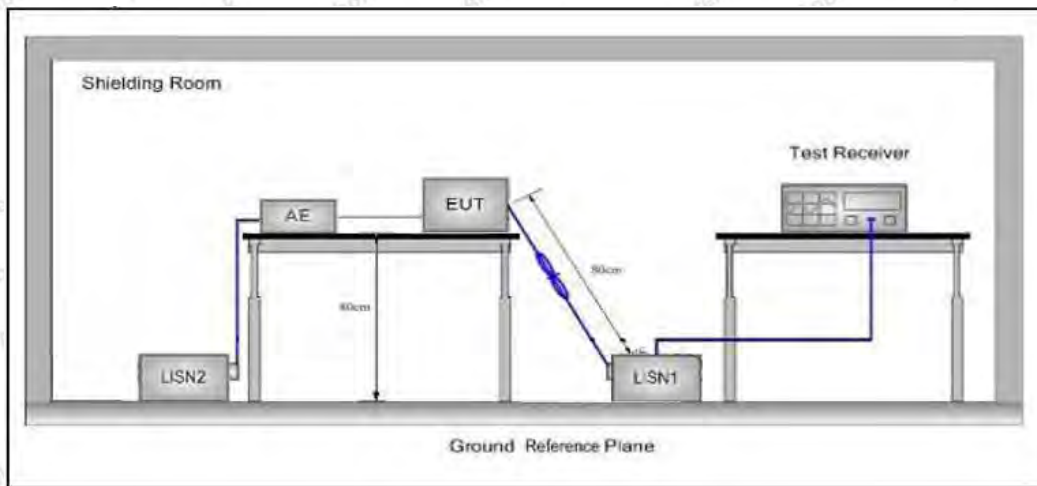 Shielding Room
Test Receiver
AE
EUT
80cm
80cm
LISN2
LISN1
Ground Reference Plane